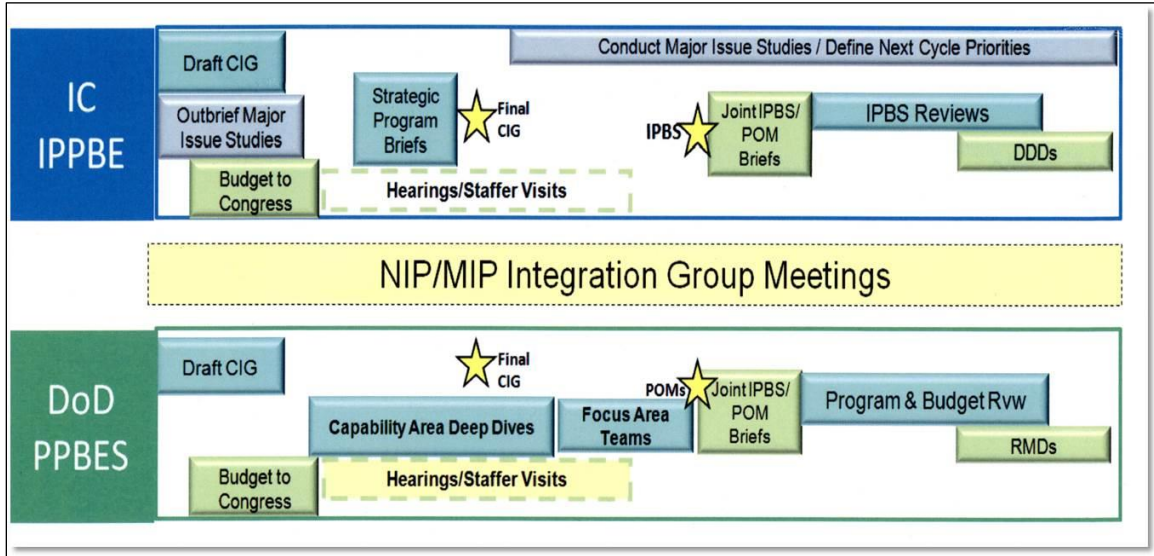 IC
IPPBE
Draft CIG
Outbrief Major
Issue Studies
Budget to
Congress
Strategic
Program
Briefs
Final
CIG
Hearings/Staffer Visits
Conduct Major Issue Studies / Define Next Cycle Priorities
IPBS
Joint IPBS/
POM
Briefs
IPBS Reviews
DDDs
NIP/MIP Integration Group Meetings
DoD
PPBES
Draft CIG
Final
CIG
Capability Area Deep Dives
Budget to
Congress
Hearings/Staffer Visits
Focus Area
Teams
POMs
Joint IPBS/
POM
Briefs
Program & Budget Rvw
RMDs